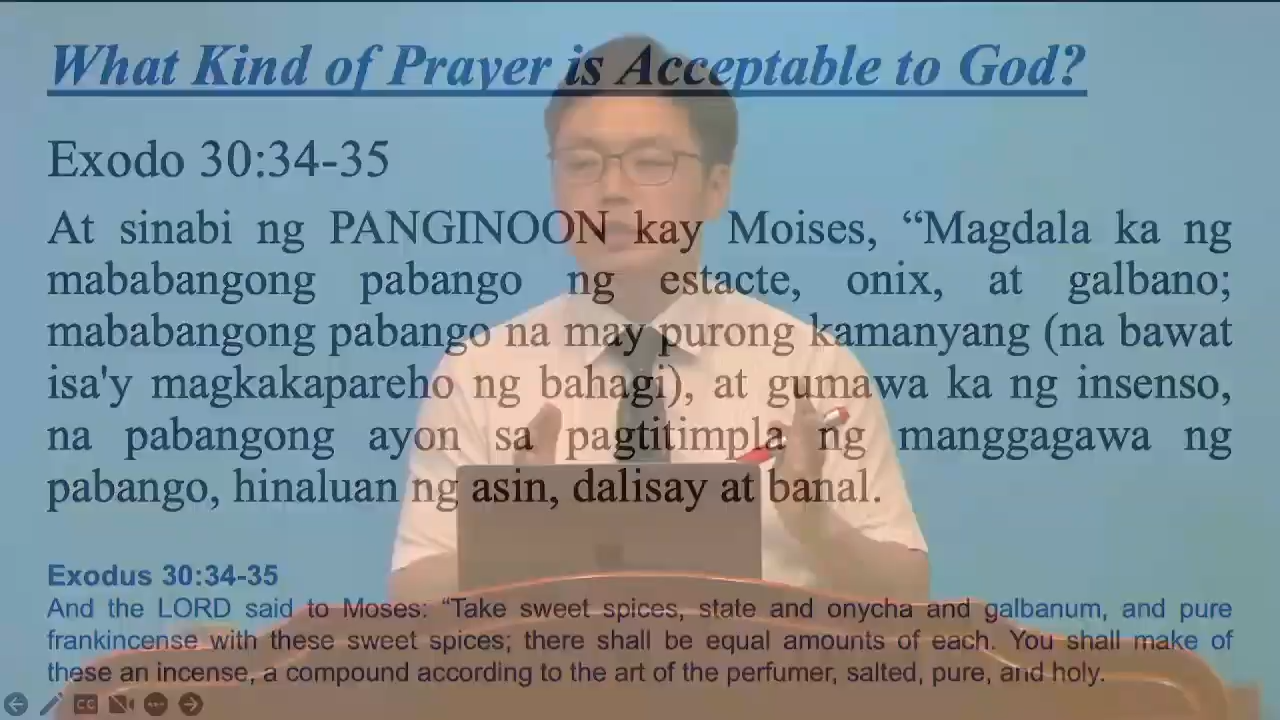 What Kind of Prayer is Acceptable to God?
Exodo 30:34-35
At sinabi ng PANGINOON kay Moises, “Magdala ka ng
mababangong pabango ng estacte, onix, at galbano;
mababangong pabango na may purong kamanyang (na bawat
isa'y magkakapareho ng bahagi), at gumawa ka ng insenso,
na pabangong ayon sa pagtitimpla ng manggagawa ng
pabango, hinaluan ng asin, dalisay at banal.
Exodus 30:34-35
And the LORD said to Moses: “Take sweet spices, state and onycha and galbanum, and pure
frankincense with these sweet spices; there shall be equal amounts of each. You shall make of
these an incense, a compound according to the art of the perfumer, salted, pure, and holy.
CC